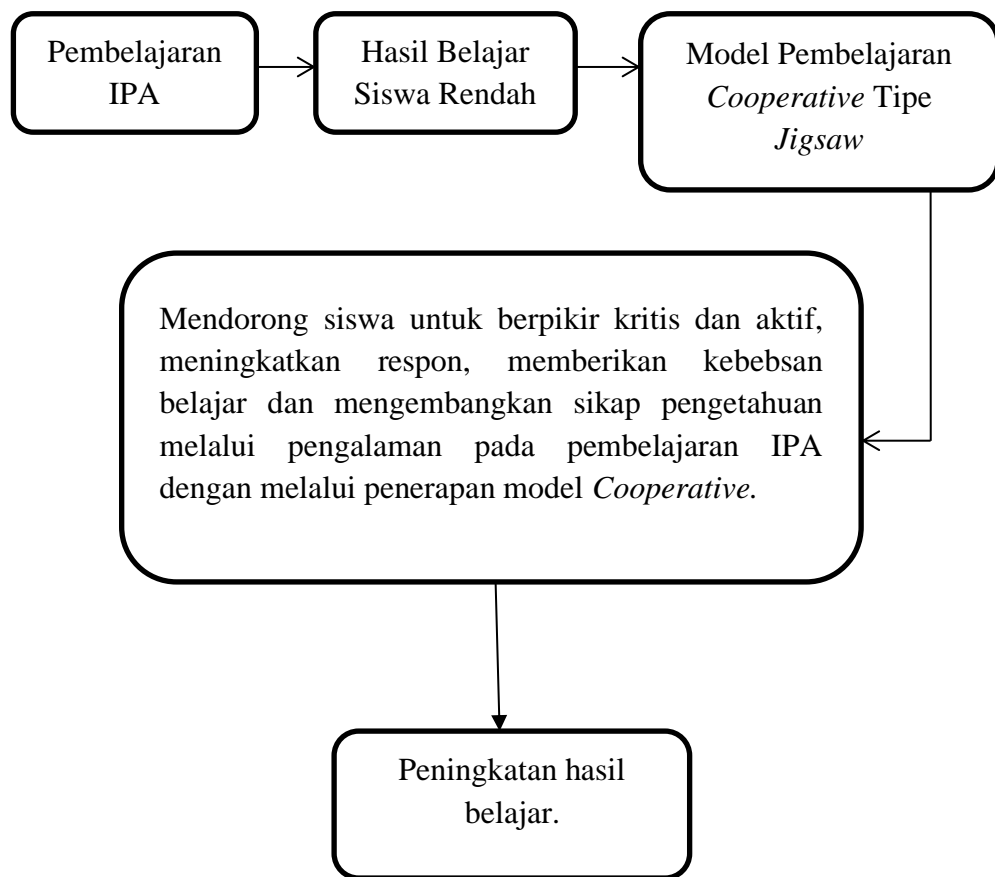 Pembelajaran
IPA
Hasil Belajar
Siswa Rendah
Model Pembelajaran
Cooperative Tipe
Jigsaw
Mendorong siswa untuk berpikir kritis dan aktif,
meningkatkan respon, memberikan kebebsan
belajar dan mengembangkan sikap pengetahuan
melalui pengalaman pada pembelajaran IPA
dengan melalui penerapan model Cooperative.
Peningkatan hasil
belajar.